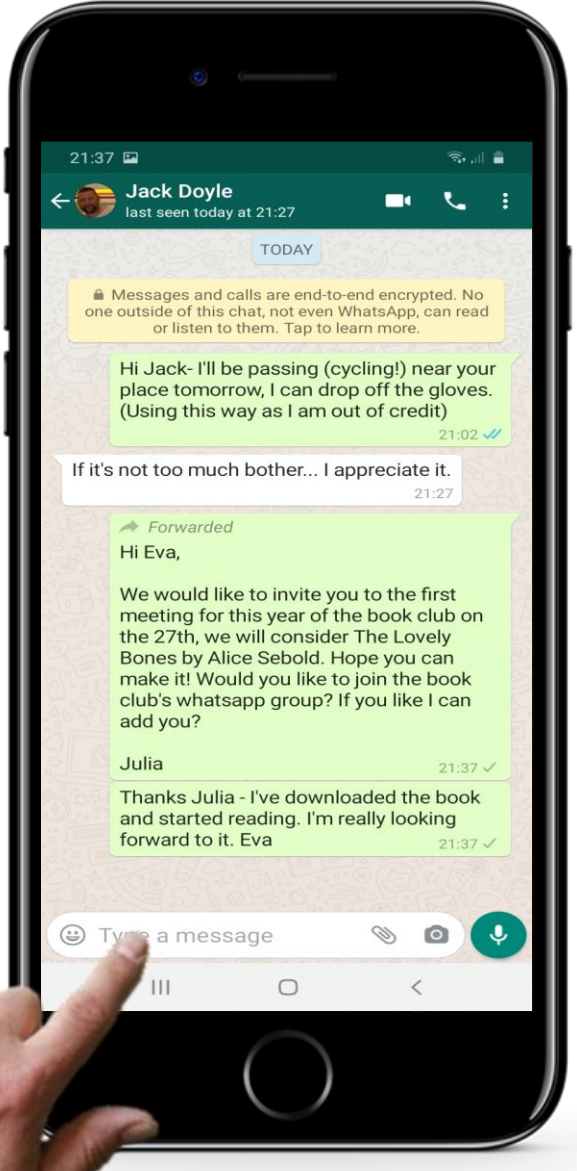 21:37
Jack Doyle
last seen today at 21:27
TODAY
Messages and calls are end-to-end encrypted. No
one outside of this chat, not even WhatsApp, can read
or listen to them. Tap to learn more.
Hi Jack- I'll be passing (cycling!) near your
place tomorrow, I can drop off the gloves.
(Using this way as I am out of credit)
21:02
If it's not too much bother... I appreciate it.
21:27
Forwarded
Hi Eva,
We would like to invite you to the first
meeting for this year of the book club on
the 27th, we will consider The Lovely
Bones by Alice Sebold. Hope you can
make it! Would you like to join the book
club's whatsapp group? If you like I can
add you?
Julia
21:37
Thanks Julia - I've downloaded the book
and started reading. I'm really looking
forward to it. Eva
21:37
Type a message